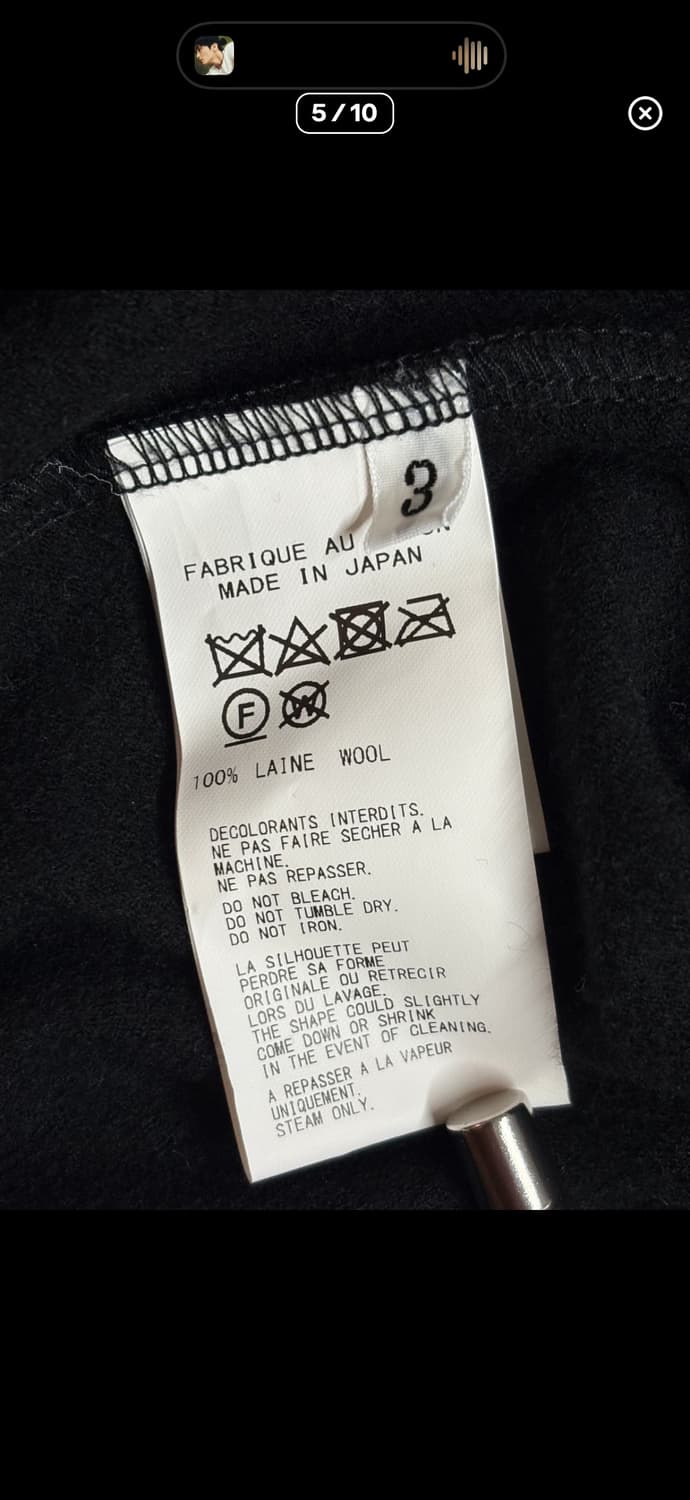 5/10
3
FABRIQUE AU
MADE IN JAPAN
F
W
100% LAINE WOOL
DECOLORANTS INTERDITS.
NE PAS FAIRE SECHER A LA
MACHINE.
NE PAS REPASSER.
DO NOT BLEACH.
DO NOT TUMBLE DRY.
DO NOT IRON.
LA SILHOUETTE PEUT
PERDRE SA FORME
ORIGINALE OU RETRECIR
LORS DU LAVAGE.
THE SHAPE COULD SLIGHTLY
COME DOWN OR SHRINK
IN THE EVENT OF CLEANING.
A REPASSER A LA VAPEUR
UNIQUEMENT.
STEAM ONLY.